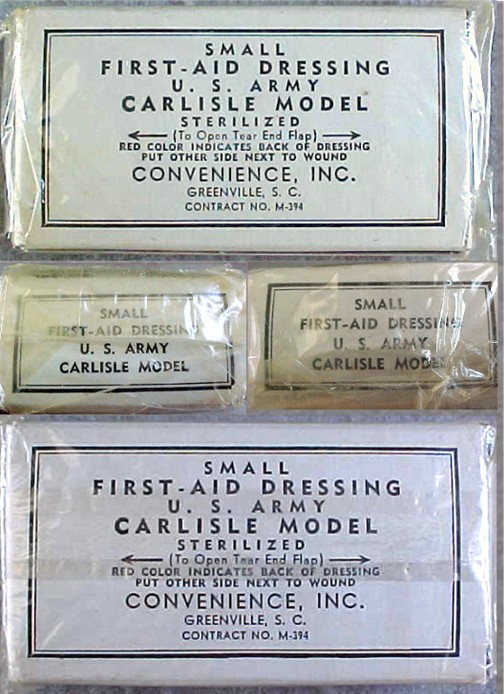 SMALL
FIRST-AID DRESSING
U. S. ARMY
CARLISLE MODEL
STERILIZED
(To Open Tear End Flap)
RED COLOR INDICATES BACK OF DRESSING
PUT OTHER SIDE NEXT TO WOUND
CONVENIENCE, INC.
GREENVILLE, S. C.
CONTRACT NO. M-394
SMALL
FIRST-AID DRESSING
U. S. ARMY
CARLISLE MODEL
SMALL
FIRST-AID DRESSING
U. S. ARMY
CARLISLE MODEL
SMALL
FIRST-AID DRESSING
U. S. ARMY
CARLISLE MODEL
STERILIZED
(To Open Tear End Flap)
RED COLOR INDICATES BACK OF DRESSING
PUT OTHER SIDE NEXT TO WOUND
CONVENIENCE, INC.
GREENVILLE, S. C.
CONTRACT NO. M-394